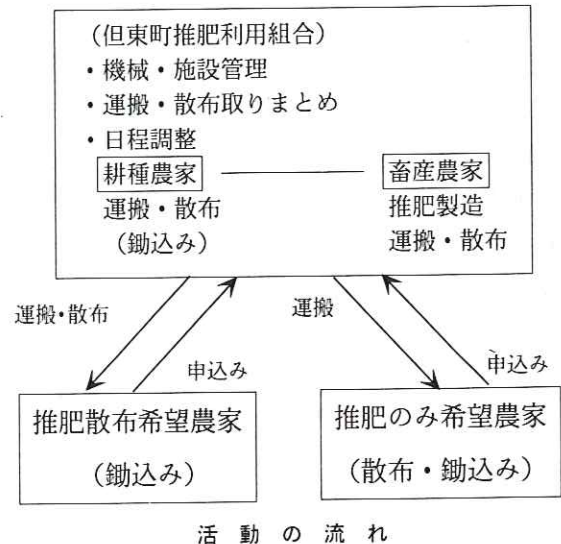 (但東町推肥利用組合)
・機械・施設管理
・運搬・散布取りまとめ
・日程調整
耕種農家 畜産農家
運搬・散布 推肥製造
(鋤込み) 運搬・散布
運搬・散布 運搬
申込み 申込み
推肥散布希望農家 推肥のみ希望農家
(鋤込み) (散布・鋤込み)
活動の流れ